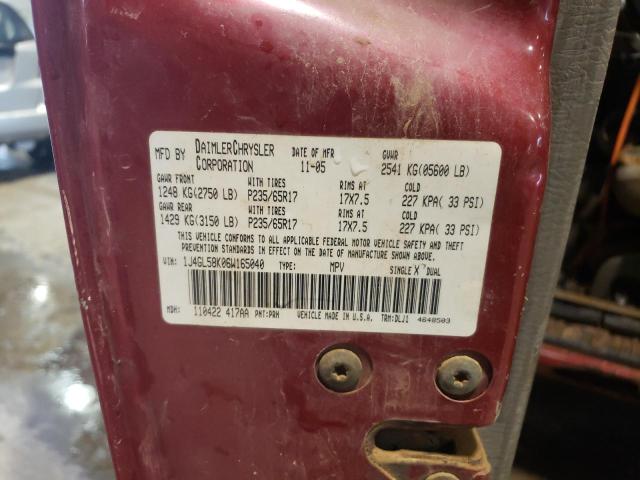 MFD BY DAIMLERCHRYSLER CORPORATION DATE OF MFR 11-05 GVWR 2541 KG(05600 LB)
GAWR FRONT WITH TIRES RIMS AT COLD
1248 KG(2750 LB) P235/65R17 17X7.5 227 KPA( 33 PSI)
GAWR REAR WITH TIRES RIMS AT COLD
1429 KG(3150 LB) P235/65R17 17X7.5 227 KPA( 33 PSI)
THIS VEHICLE CONFORMS TO ALL APPLICABLE FEDERAL MOTOR VEHICLE SAFETY AND THEFT
PREVENTION STANDARDS IN EFFECT ON THE DATE OF MANUFACTURE SHOWN ABOVE.
VIN: 1J4GL58K06W165040 TYPE: MPV SINGLE X DUAL
MDH: 110422 417AA PNT:PRH VEHICLE MADE IN U.S.A. TRM:DLJ1 4648503